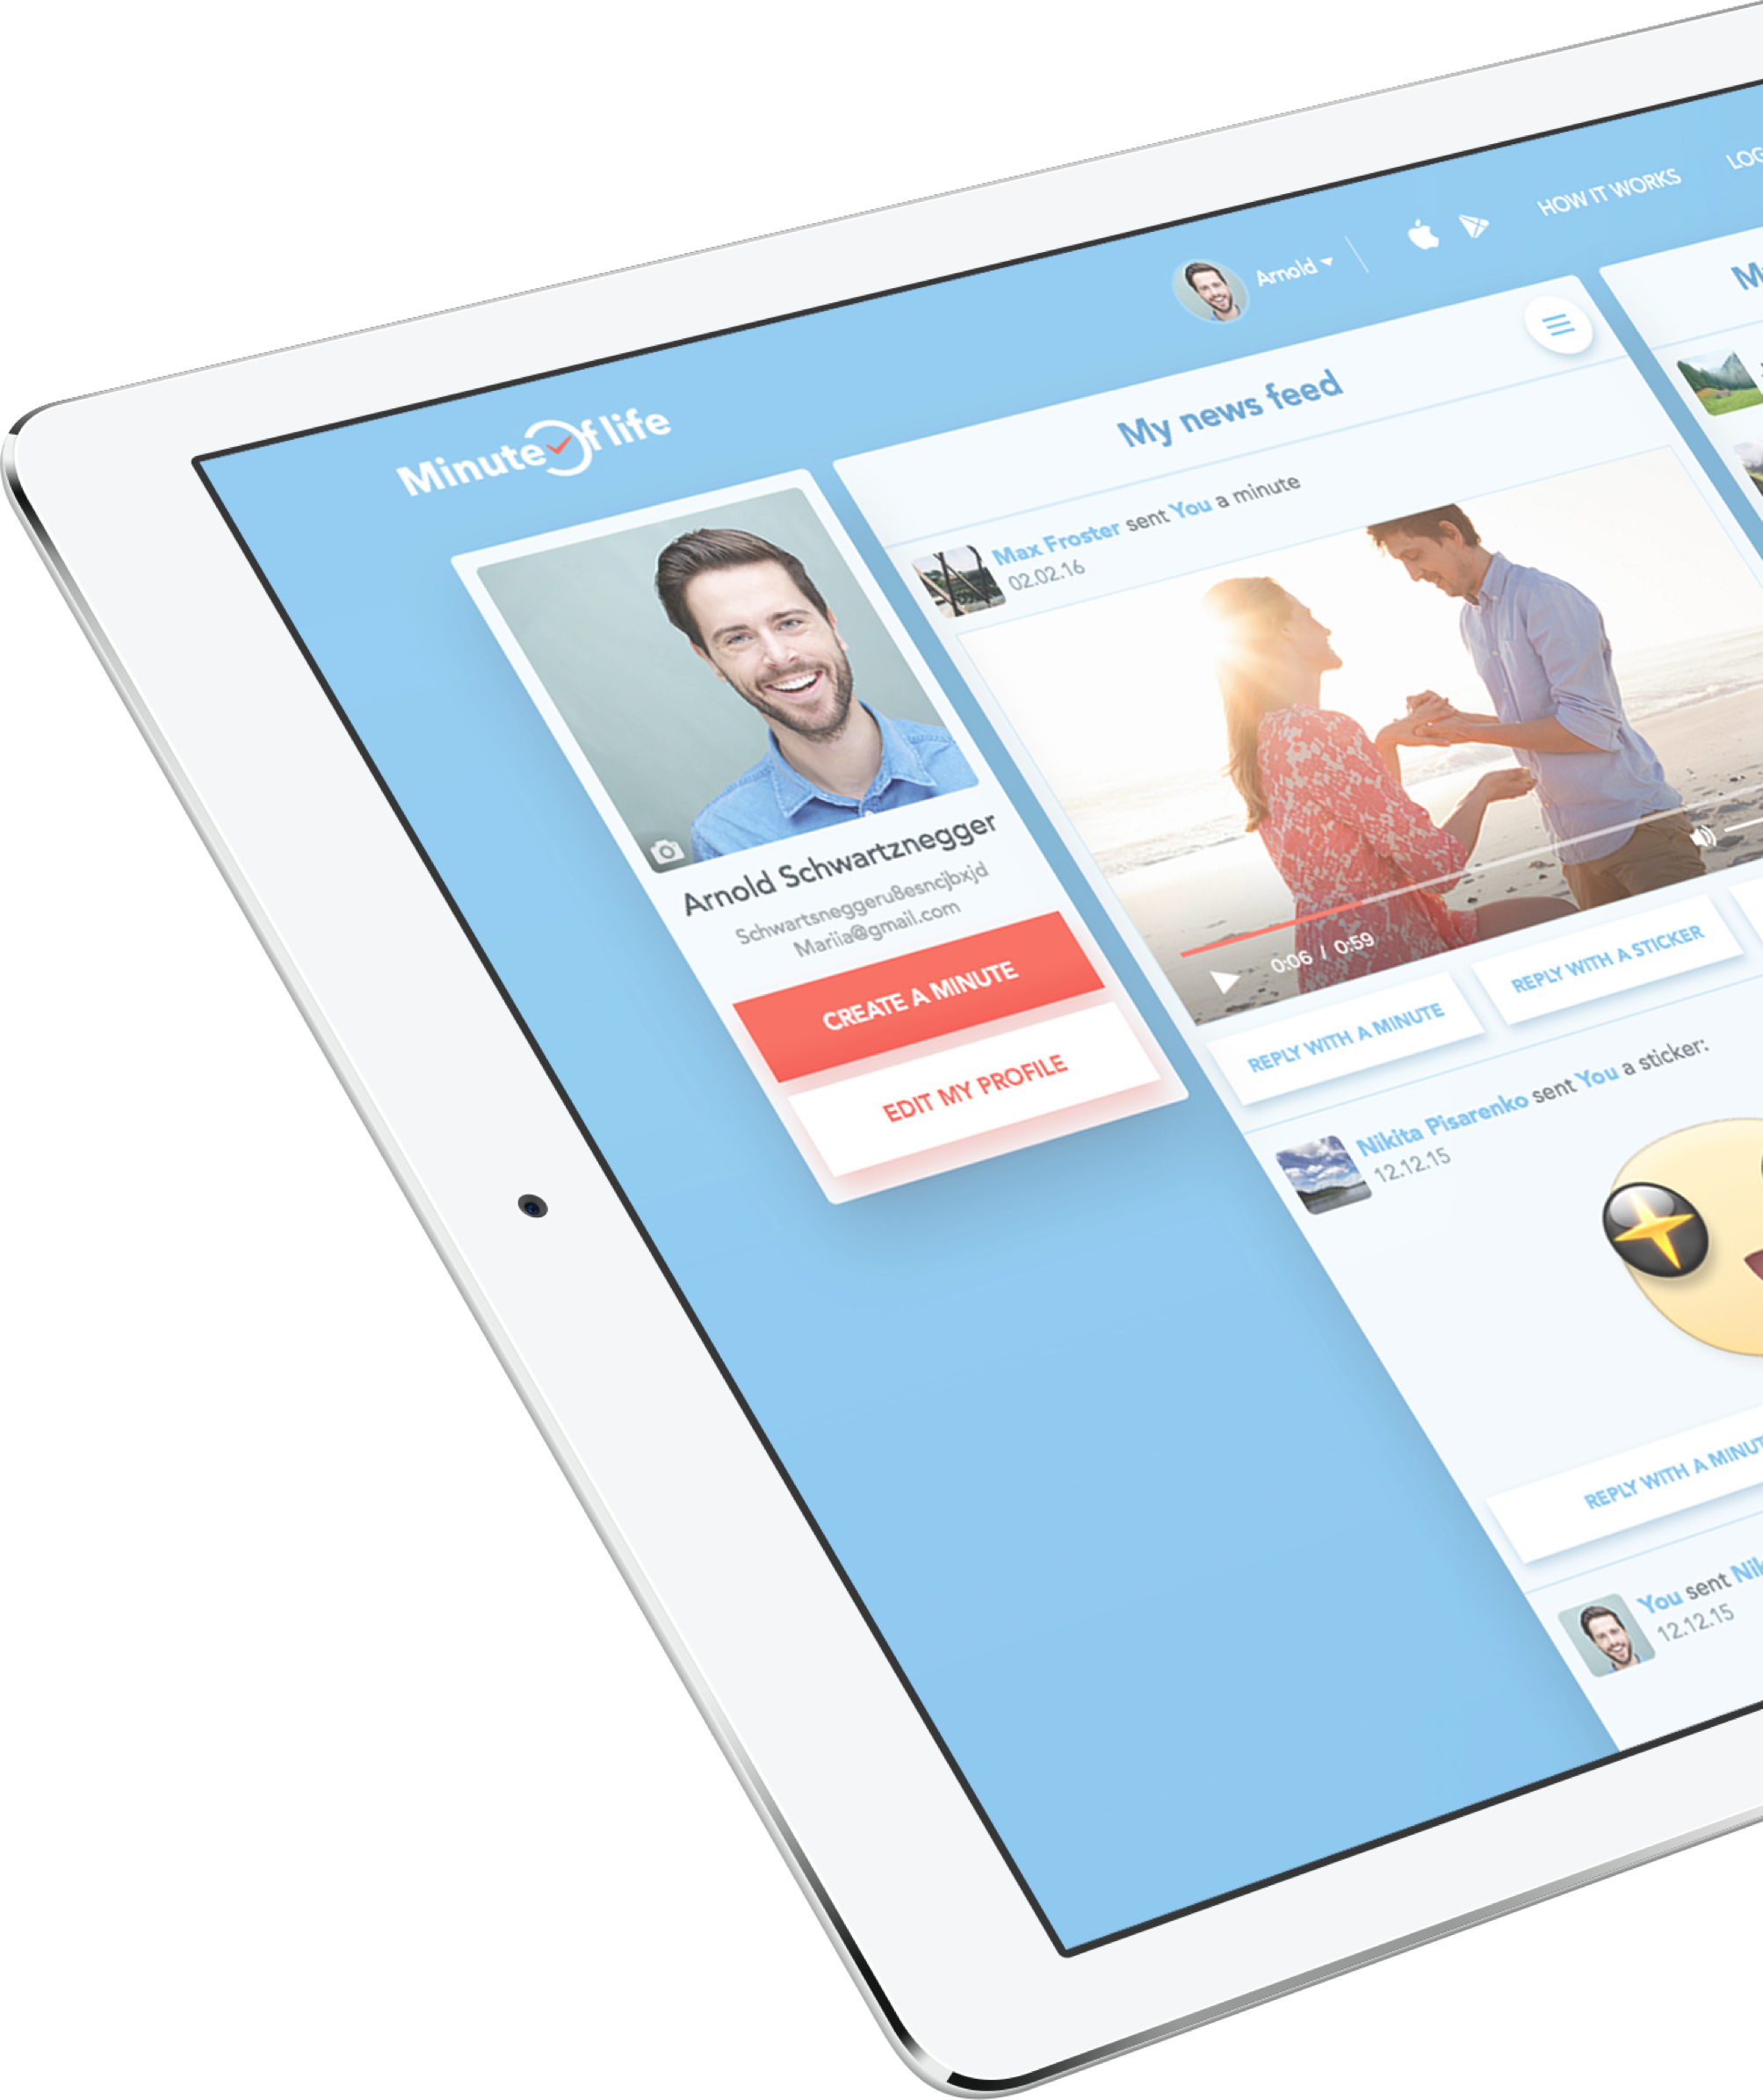 Minute Of life
Arnold
HOW IT WORKS
Arnold Schwartznegger
Schwartsneggeru8esncjbxjd
Mariia@gmail.com
CREATE A MINUTE
EDIT MY PROFILE
My news feed
Max Froster sent You a minute
02.02.16
0:06 / 0:59
REPLY WITH A MINUTE
REPLY WITH A STICKER
Nikita Pisarenko sent You a sticker:
12.12.15
REPLY WITH A MINUT
You sent Nik
12.12.15